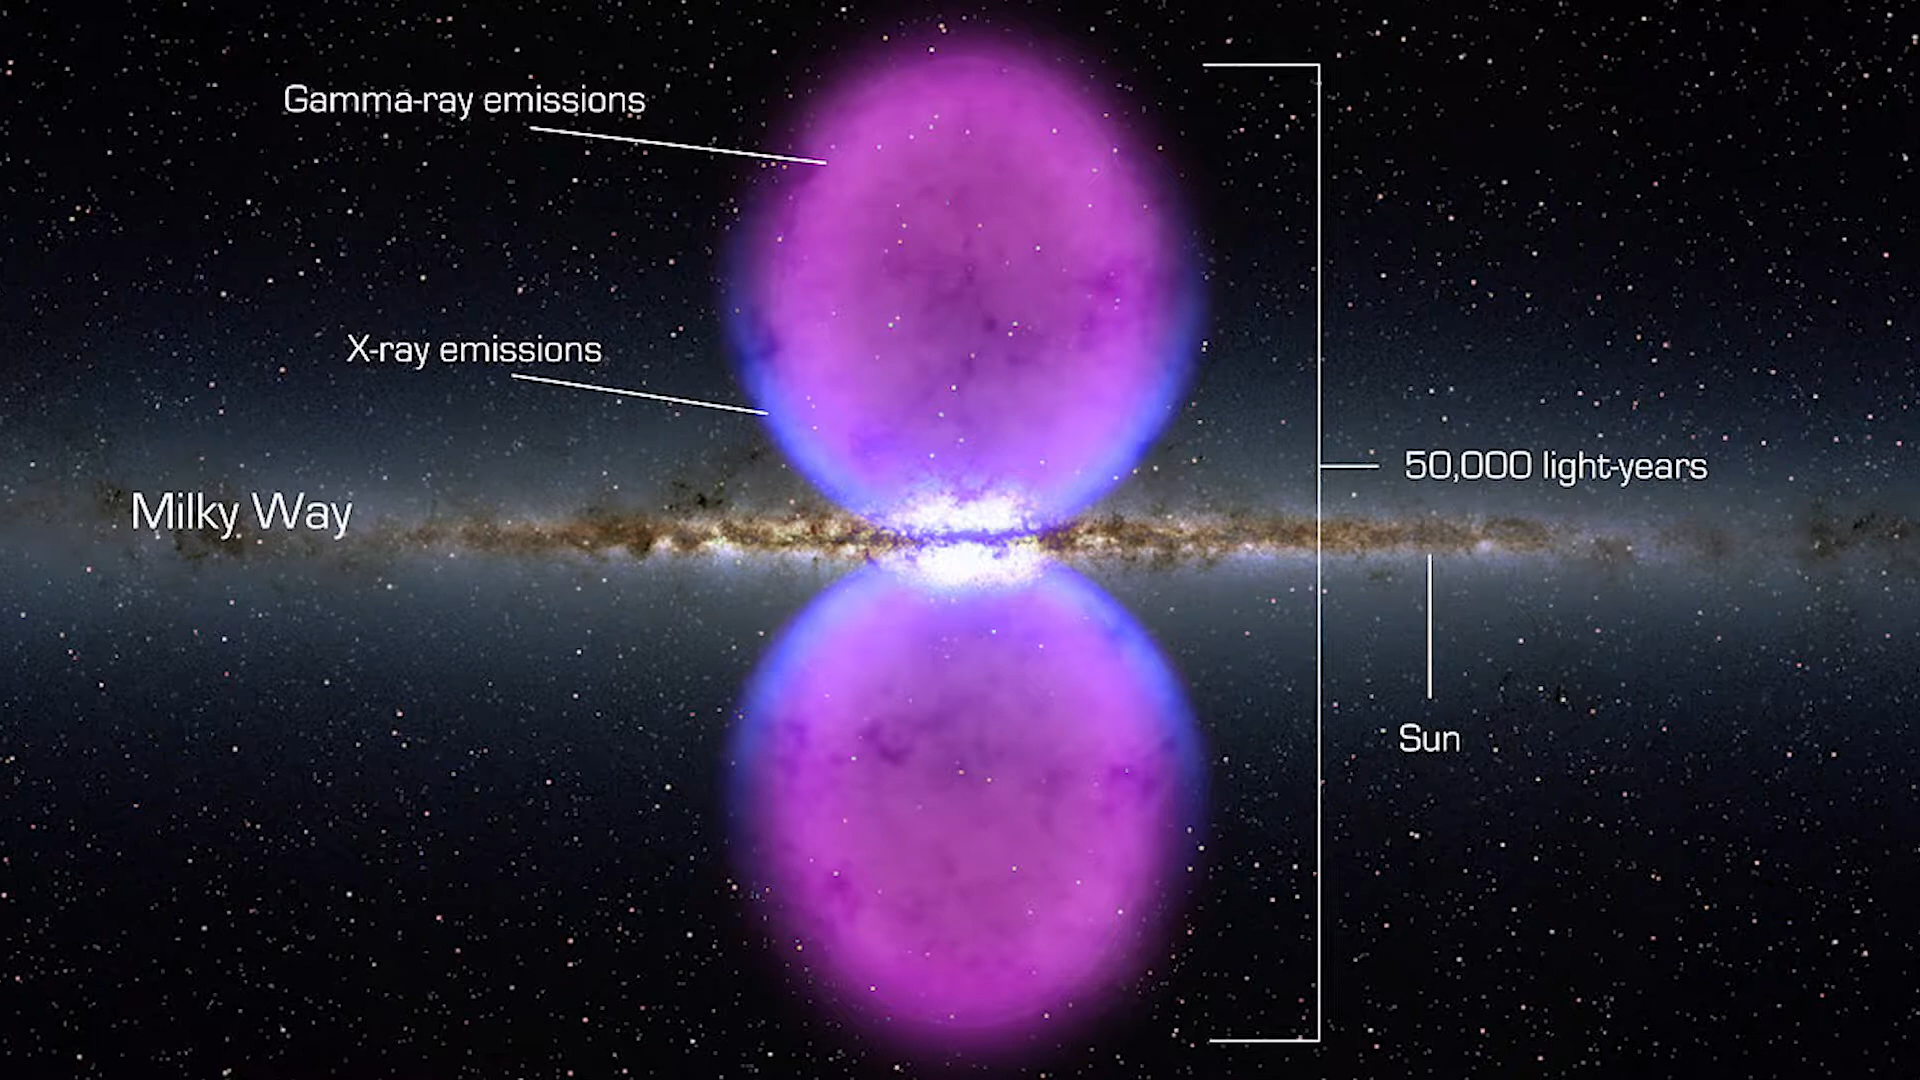 Gamma-ray emissions
X-ray emissions
50,000 light-years
Milky Way
Sun